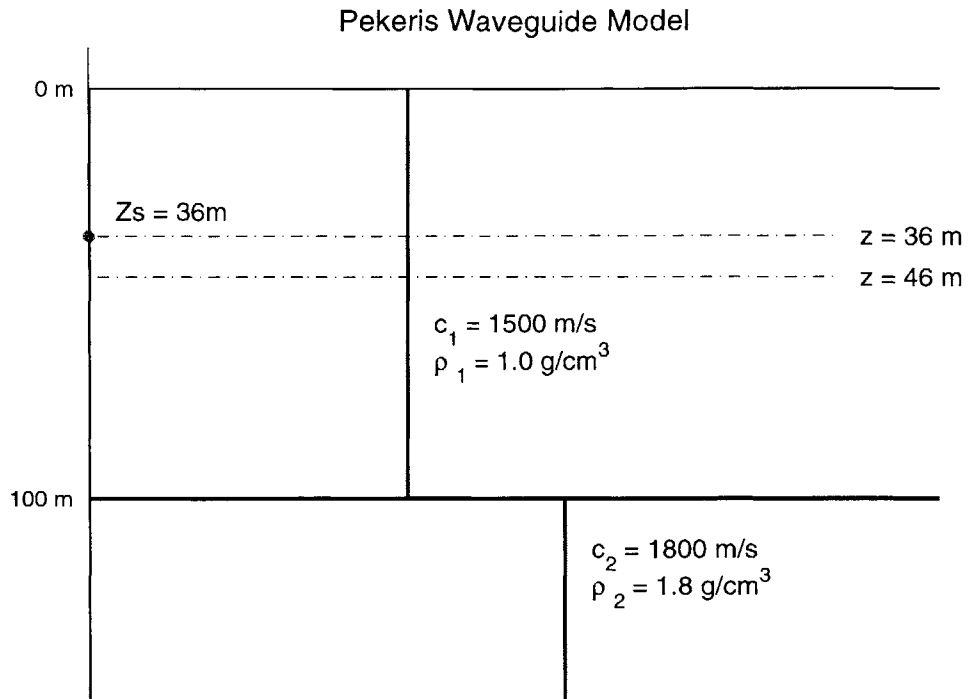 Pekeris Waveguide Model
0 m
Zs = 36m
z = 36 m
z = 46 m
c₁ = 1500 m/s
ρ₁ = 1.0 g/cm³
100 m
c₂ = 1800 m/s
ρ₂ = 1.8 g/cm³